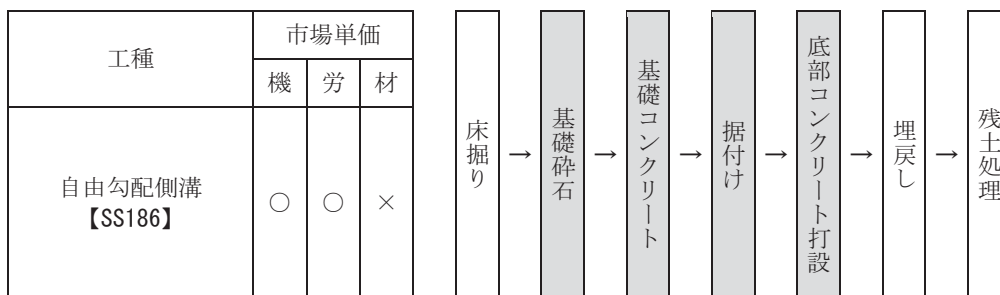 工種
市場単価
機
労
材
自由勾配側溝
【SS186】
○
○
×
床掘り
→
基礎砕石
→
基礎コンクリート
→
据付け
→
底部コンクリート打設
→
埋戻し
→
残土処理